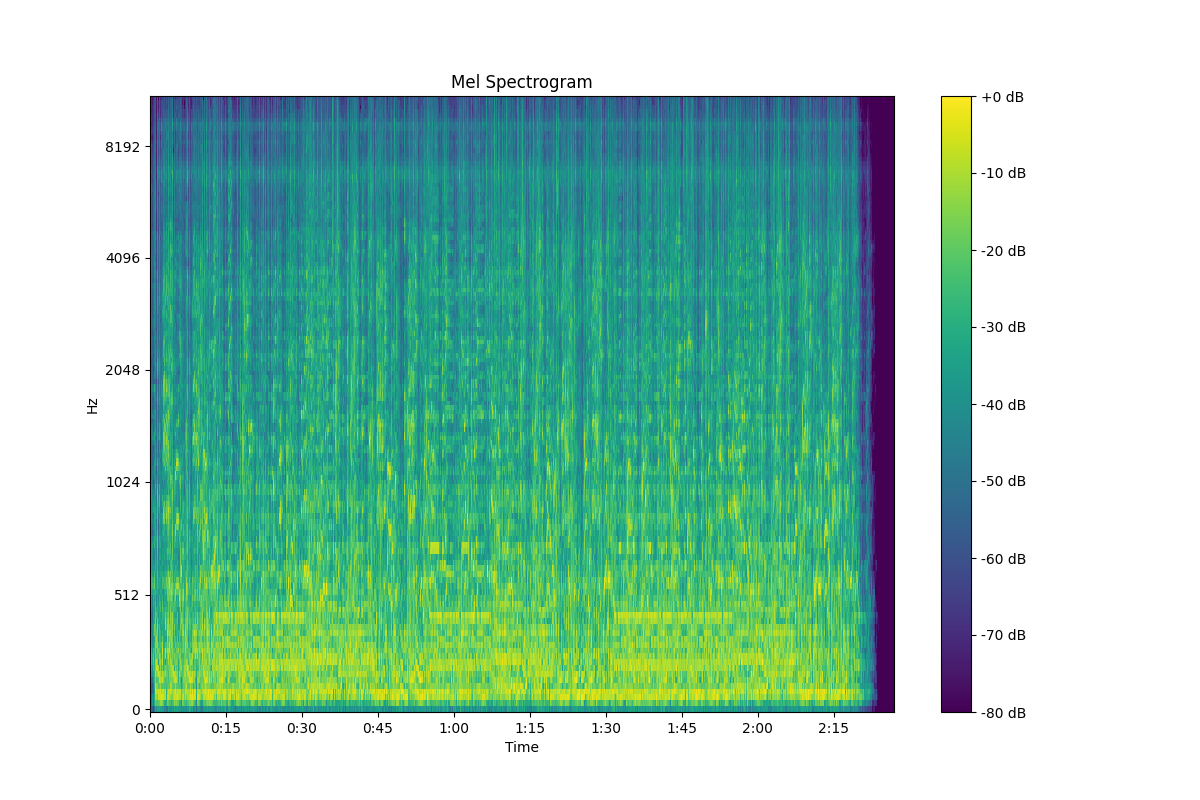 Mel Spectrogram
+0 dB
8192
-10 dB
-20 dB
4096
-30 dB
2048
-40 dB
Hz
1024
-50 dB
-60 dB
512
-70 dB
0
-80 dB
0:00 0:15 0:30 0:45 1:00 1:15 1:30 1:45 2:00 2:15
Time